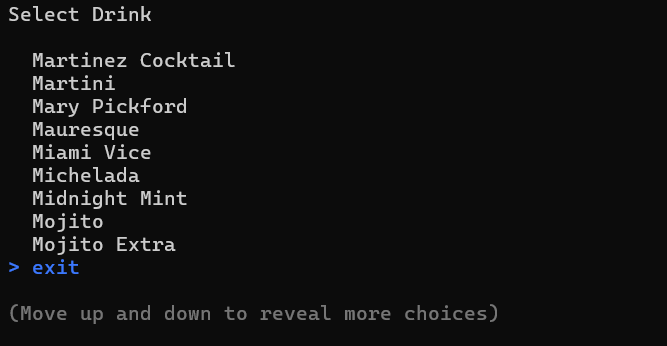 Select Drink
Martinez Cocktail
Martini
Mary Pickford
Mauresque
Miami Vice
Michelada
Midnight Mint
Mojito
Mojito Extra
> exit
(Move up and down to reveal more choices)